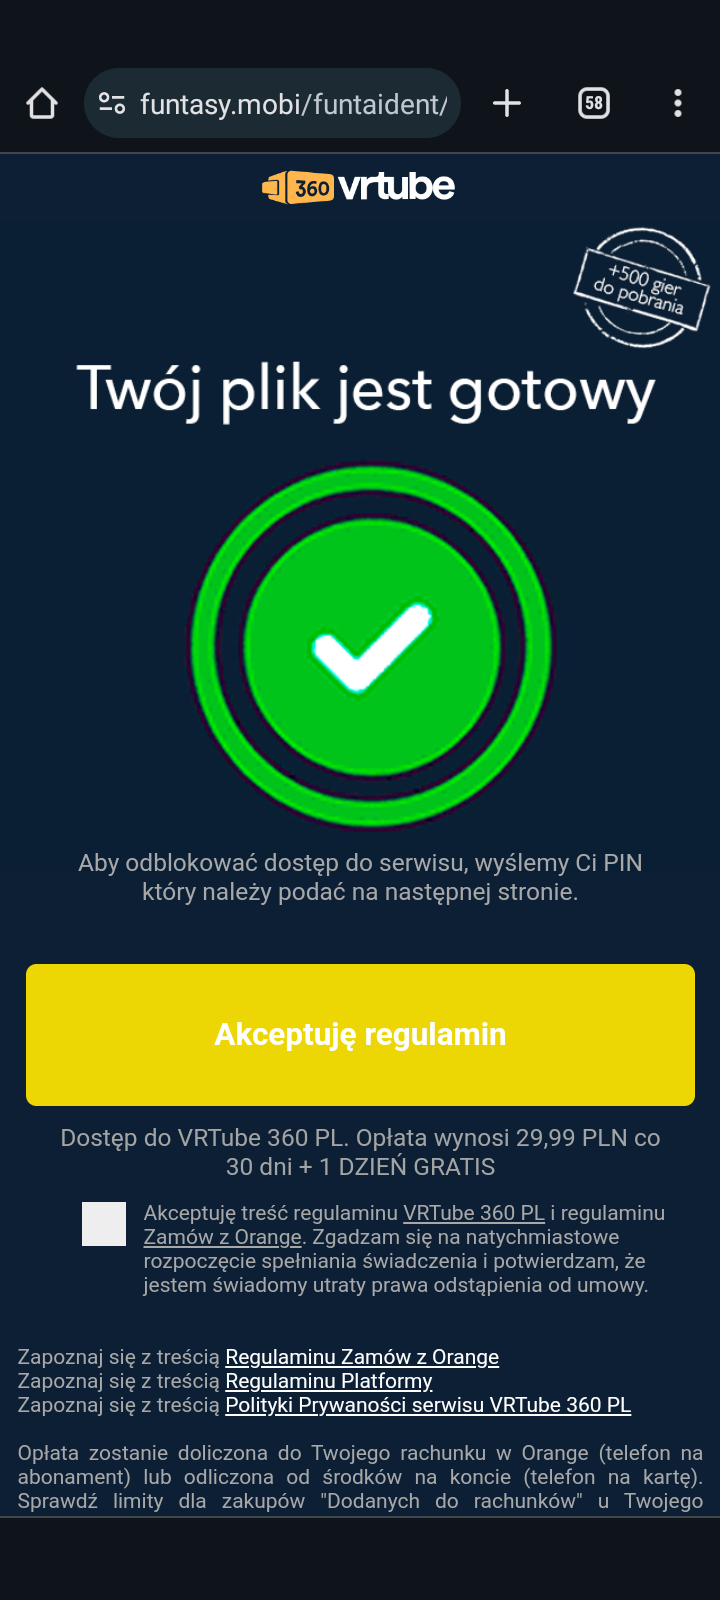 funtasy.mobi/funtaident/
58
360 vrtube
+500 gier
do pobrania
Twój plik jest gotowy
Aby odblokować dostęp do serwisu, wyślemy Ci PIN
który należy podać na następnej stronie.
Akceptuję regulamin
Dostęp do VRTube 360 PL. Opłata wynosi 29,99 PLN co
30 dni + 1 DZIEŃ GRATIS
Akceptuję treść regulaminu VRTube 360 PL i regulaminu
Zamów z Orange. Zgadzam się na natychmiastowe
rozpoczęcie spełniania świadczenia i potwierdzam, że
jestem świadomy utraty prawa odstąpienia od umowy.
Zapoznaj się z treścią Regulaminu Zamów z Orange
Zapoznaj się z treścią Regulaminu Platformy
Zapoznaj się z treścią Polityki Prywaności serwisu VRTube 360 PL
Opłata zostanie doliczona do Twojego rachunku w Orange (telefon na
abonament) lub odliczona od środków na koncie (telefon na kartę).
Sprawdź limity dla zakupów "Dodanych do rachunków" u Twojego